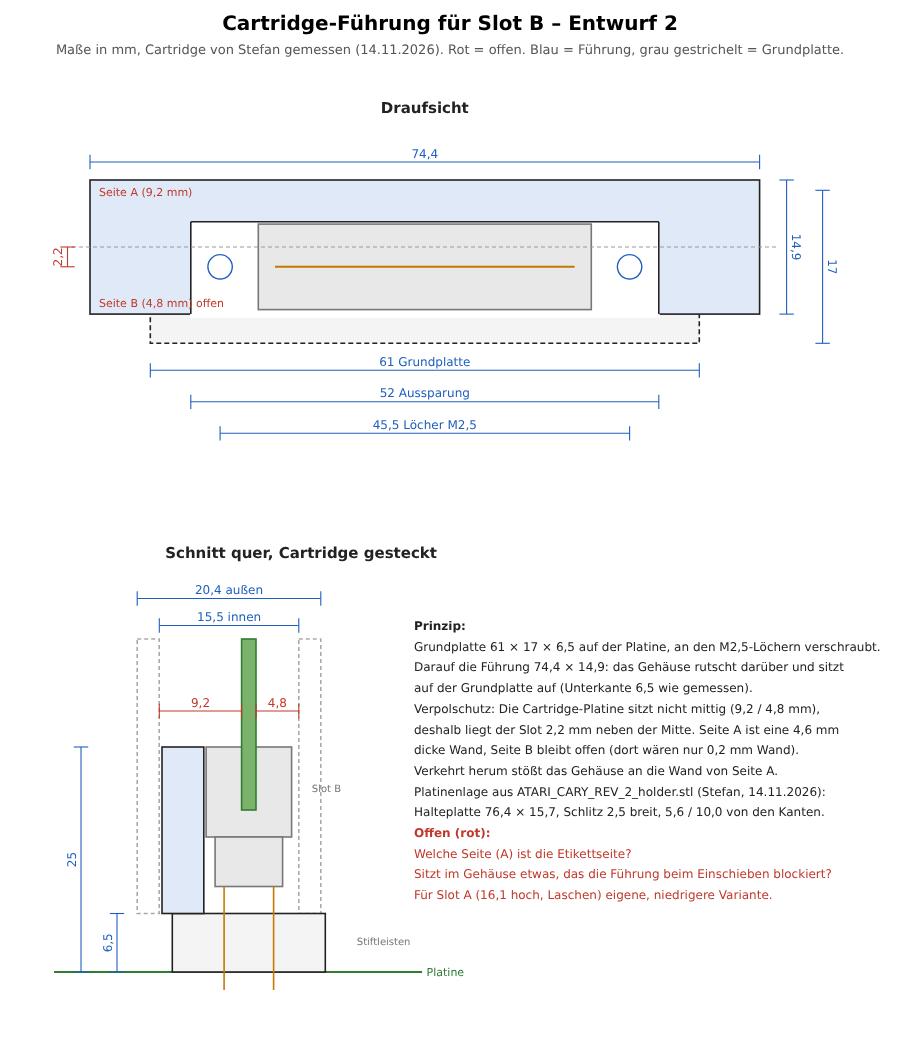 Cartridge-Führung für Slot B – Entwurf 2
Maße in mm, Cartridge von Stefan gemessen (14.11.2026). Rot = offen. Blau = Führung, grau gestrichelt = Grundplatte.
Draufsicht
74,4
Seite A (9,2 mm)
2,2
14,9
17
Seite B (4,8 mm) offen
61 Grundplatte
52 Aussparung
45,5 Löcher M2,5
Schnitt quer, Cartridge gesteckt
20,4 außen
15,5 innen
9,2
4,8
Slot B
25
6,5
Stiftleisten
Platine
Prinzip:
Grundplatte 61 × 17 × 6,5 auf der Platine, an den M2,5-Löchern verschraubt.
Darauf die Führung 74,4 × 14,9: das Gehäuse rutscht darüber und sitzt
auf der Grundplatte auf (Unterkante 6,5 wie gemessen).
Verpolschutz: Die Cartridge-Platine sitzt nicht mittig (9,2 / 4,8 mm),
deshalb liegt der Slot 2,2 mm neben der Mitte. Seite A ist eine 4,6 mm
dicke Wand, Seite B bleibt offen (dort wären nur 0,2 mm Wand).
Verkehrt herum stößt das Gehäuse an die Wand von Seite A.
Platinenlage aus ATARI_CARY_REV_2_holder.stl (Stefan, 14.11.2026):
Halteplatte 76,4 × 15,7, Schlitz 2,5 breit, 5,6 / 10,0 von den Kanten.
Offen (rot):
Welche Seite (A) ist die Etikettseite?
Sitzt im Gehäuse etwas, das die Führung beim Einschieben blockiert?
Für Slot A (16,1 hoch, Laschen) eigene, niedrigere Variante.